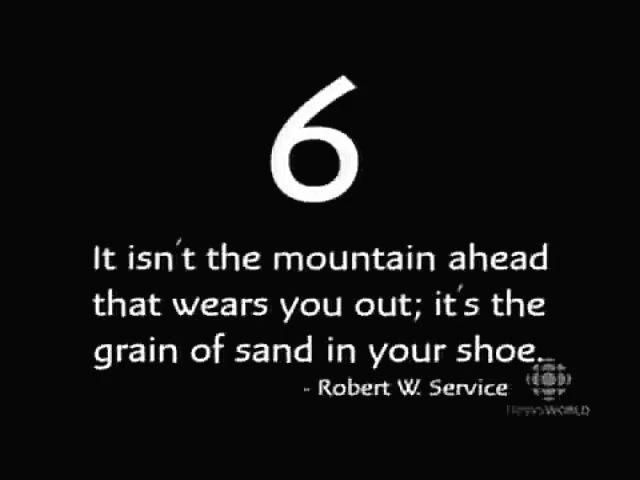 6
It isn't the mountain ahead
that wears you out; it's the
grain of sand in your shoe.
- Robert W. Service
NewsWORLD